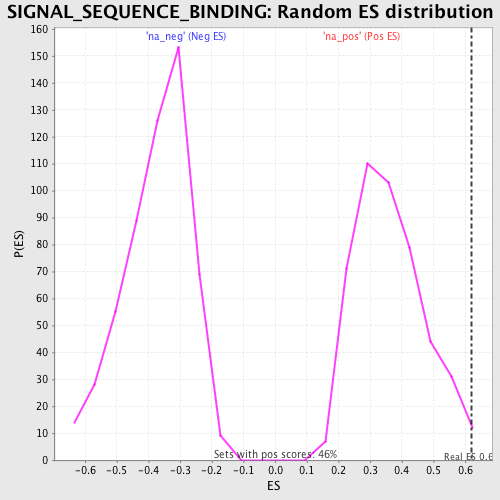 SIGNAL_SEQUENCE_BINDING: Random ES distribution
'na_neg' (Neg ES) 'na_pos' (Pos ES)
160
150
140
130
120
110
100
90
80
70
60
50
40
30
20
10
0
P(ES)
Sets with pos scores: 46%
Real ES 0.6
-0.6 -0.5 -0.4 -0.3 -0.2 -0.1 0.0 0.1 0.2 0.3 0.4 0.5 0.6
ES